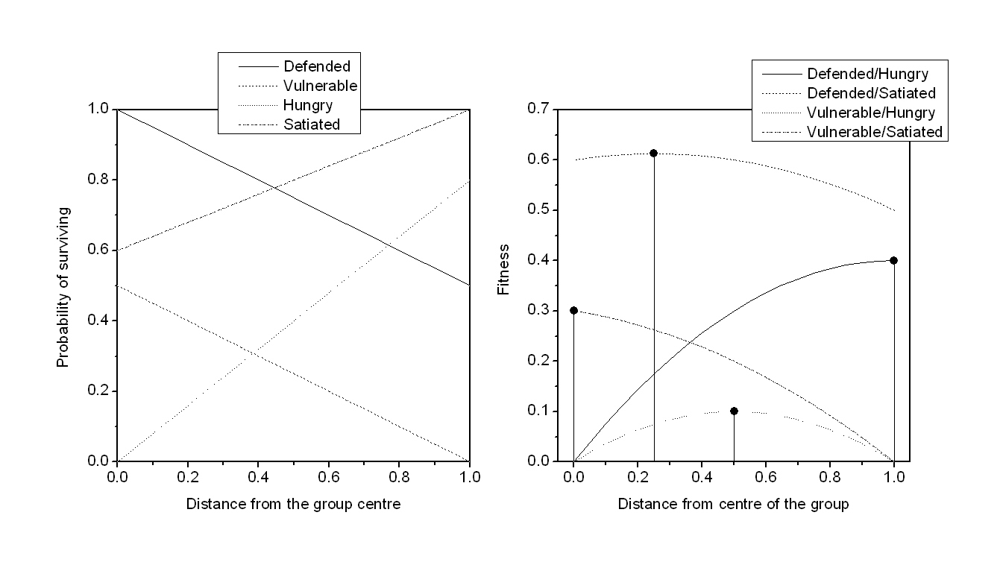 Defended
Vulnerable
Hungry
Satiated
1.0
0.8
0.6
0.4
0.2
0.0
Probability of surviving
0.0 0.2 0.4 0.6 0.8 1.0
Distance from the group centre
Defended/Hungry
Defended/Satiated
Vulnerable/Hungry
Vulnerable/Satiated
0.7
0.6
0.5
0.4
0.3
0.2
0.1
0.0
Fitness
0.0 0.2 0.4 0.6 0.8 1.0
Distance from centre of the group